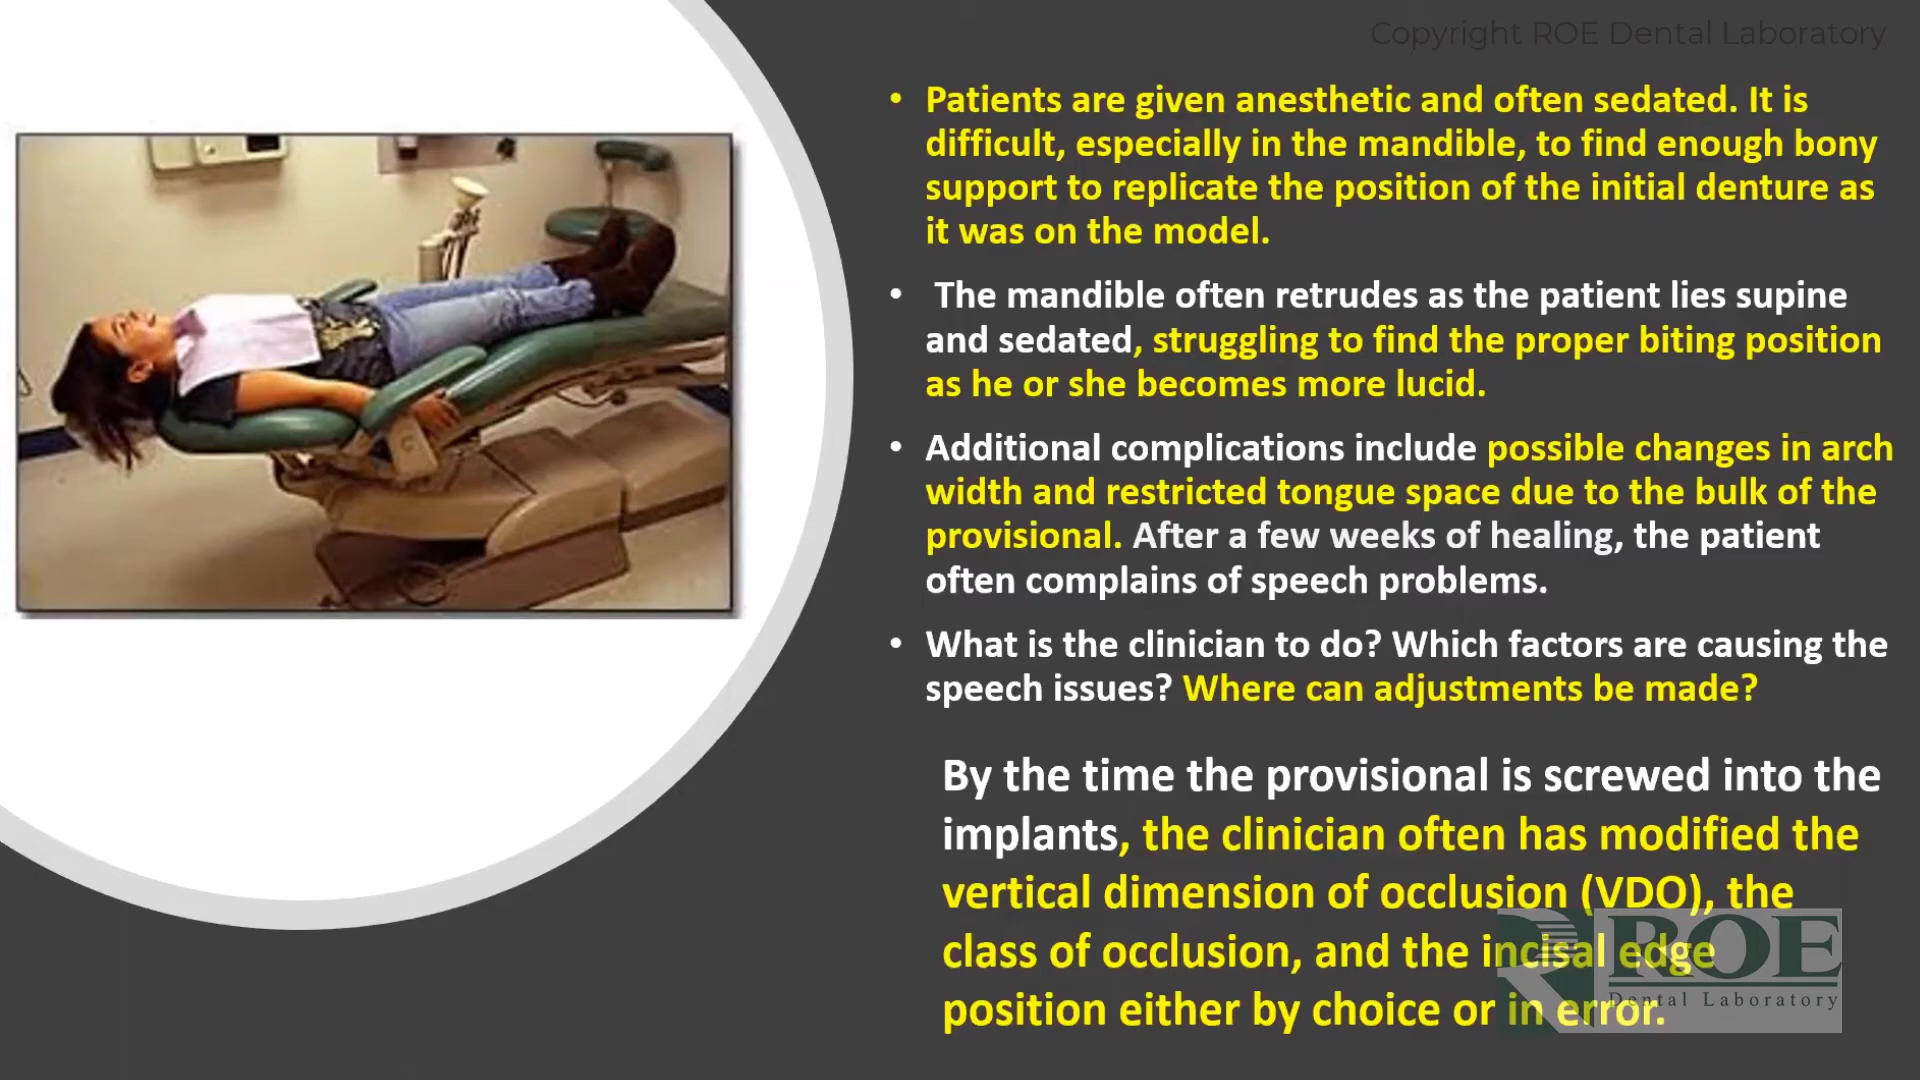 Copyright ROE Dental Laboratory
• Patients are given anesthetic and often sedated. It is
difficult, especially in the mandible, to find enough bony
support to replicate the position of the initial denture as
it was on the model.
• The mandible often retrudes as the patient lies supine
and sedated, struggling to find the proper biting position
as he or she becomes more lucid.
• Additional complications include possible changes in arch
width and restricted tongue space due to the bulk of the
provisional. After a few weeks of healing, the patient
often complains of speech problems.
• What is the clinician to do? Which factors are causing the
speech issues? Where can adjustments be made?
By the time the provisional is screwed into the
implants, the clinician often has modified the
vertical dimension of occlusion (VDO), the
class of occlusion, and the incisal edge
position either by choice or in error.
ROE
Dental Laboratory